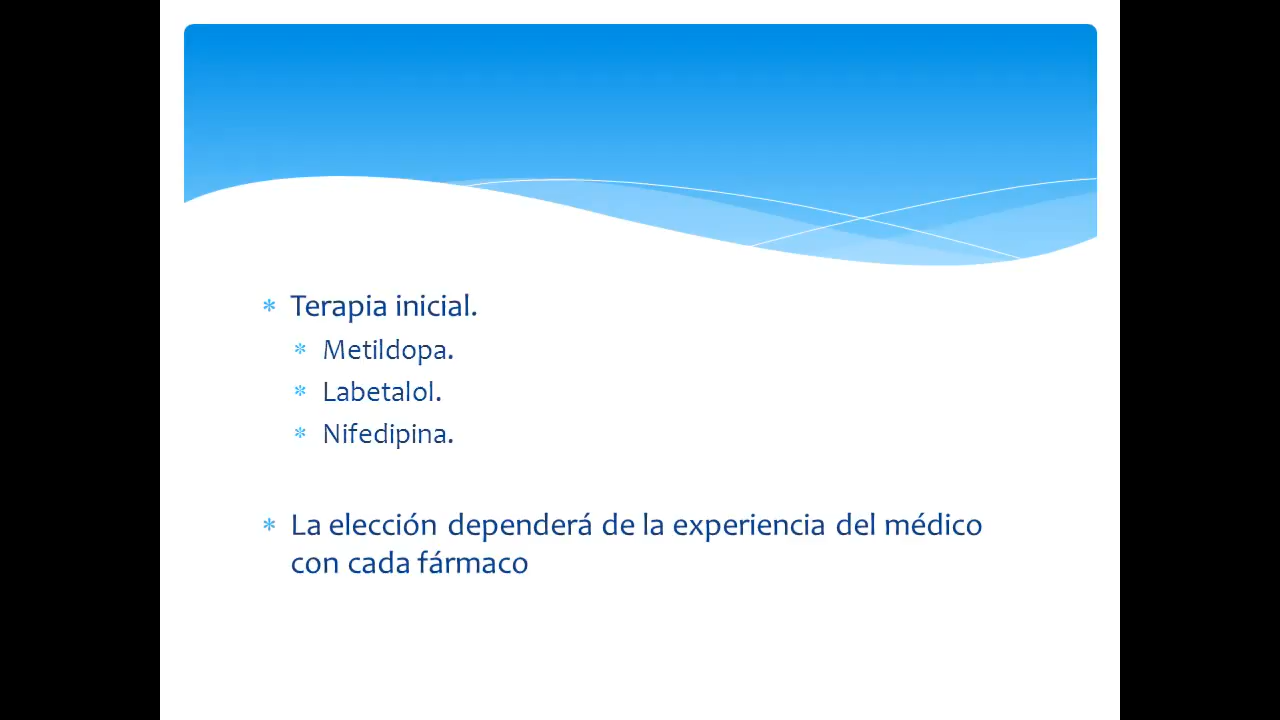 Terapia inicial.
Metildopa.
Labetalol.
Nifedipina.
La elección dependerá de la experiencia del médico
con cada fármaco